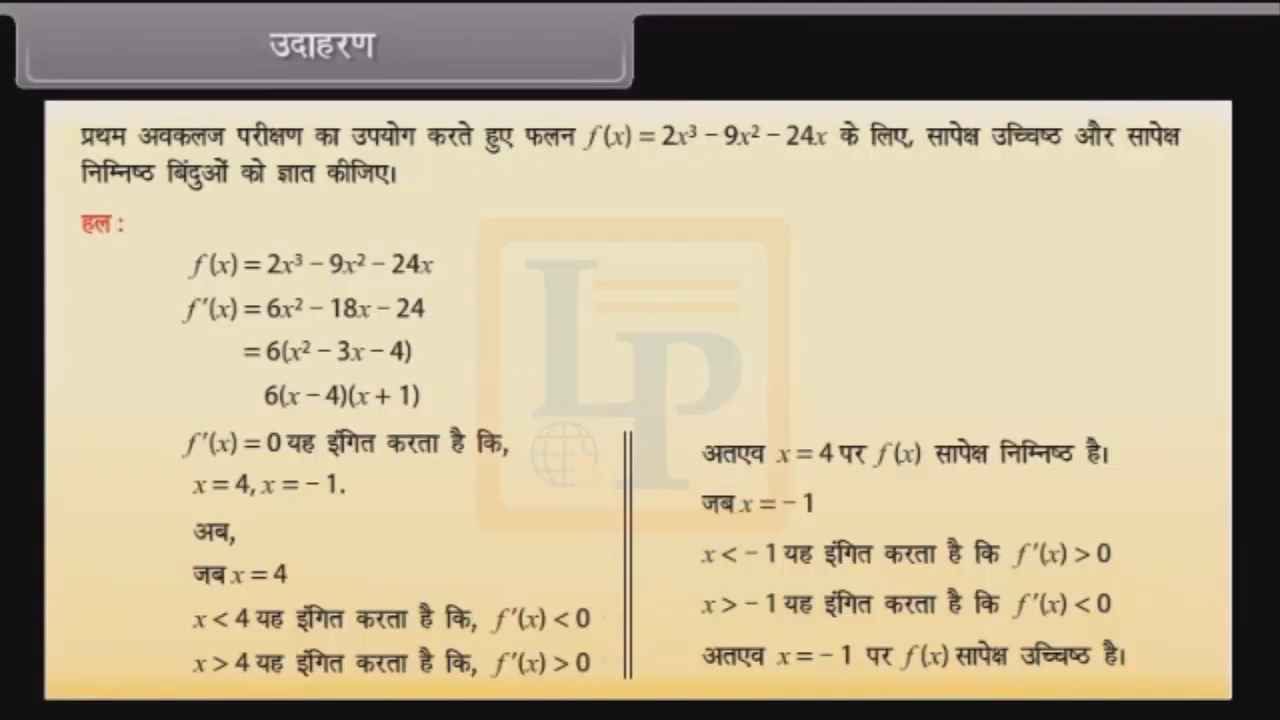 उदाहरण
प्रथम अवकलज परीक्षण का उपयोग करते हुए फलन f(x) = 2x³ – 9x² – 24x के लिए, सापेक्ष उच्चिष्ठ और सापेक्ष
निम्निष्ठ बिंदुओं को ज्ञात कीजिए।
हल :
f(x) = 2x³ – 9x² – 24x
f'(x) = 6x² – 18x – 24
= 6(x² – 3x – 4)
6(x – 4)(x + 1)
f'(x) = 0 यह इंगित करता है कि,
x = 4, x = – 1.
अब,
जब x = 4
x < 4 यह इंगित करता है कि, f'(x) < 0
x > 4 यह इंगित करता है कि, f'(x) > 0
अतएव x = 4 पर f(x) सापेक्ष निम्निष्ठ है।
जब x = – 1
x < – 1 यह इंगित करता है कि f'(x) > 0
x > – 1 यह इंगित करता है कि f'(x) < 0
अतएव x = – 1 पर f(x) सापेक्ष उच्चिष्ठ है।
LP